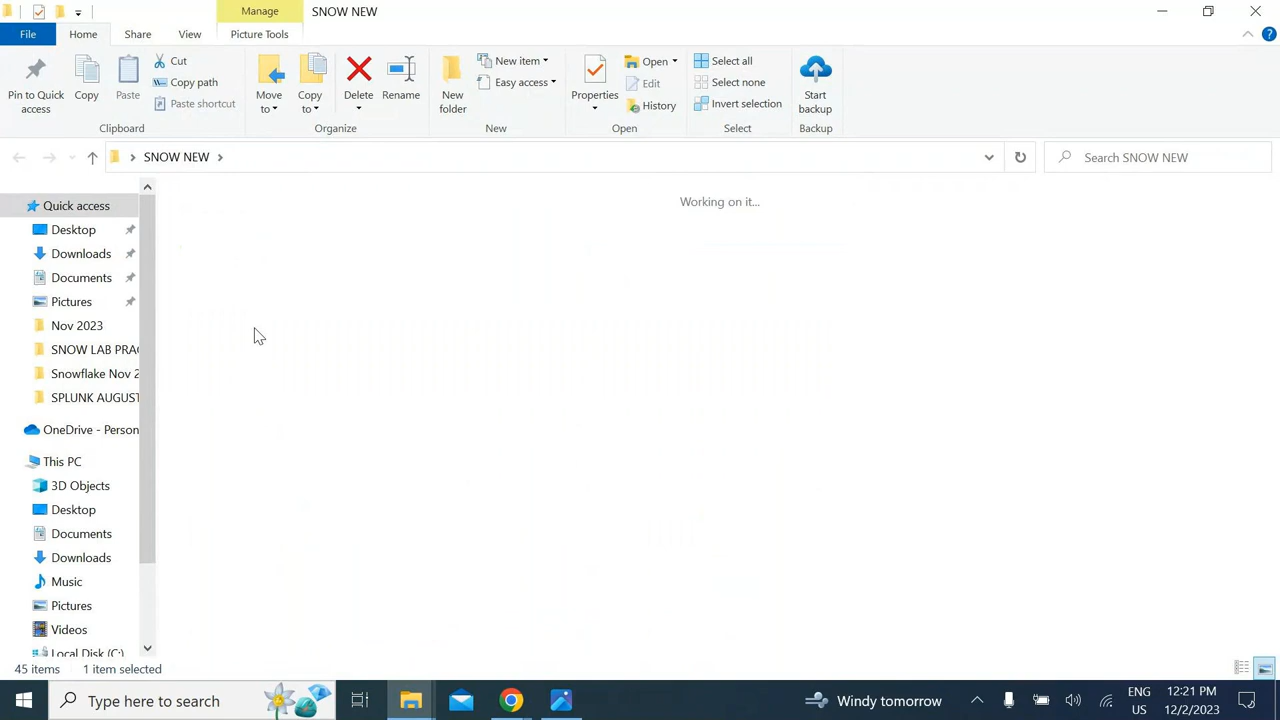 Manage
SNOW NEW
File
Home
Share
View
Picture Tools
Pin to Quick access
Copy
Paste
Cut
Copy path
Paste shortcut
Clipboard
Move to
Copy to
Delete
Rename
Organize
New folder
New item
Easy access
New
Properties
Open
Edit
History
Open
Select all
Select none
Invert selection
Select
Start backup
Backup
SNOW NEW
Search SNOW NEW
Working on it...
Quick access
Desktop
Downloads
Documents
Pictures
Nov 2023
SNOW LAB PRAC
Snowflake Nov 2
SPLUNK AUGUST
OneDrive - Person
This PC
3D Objects
Desktop
Documents
Downloads
Music
Pictures
Videos
Local Disk (C:)
45 items
1 item selected
Type here to search
Windy tomorrow
ENG
US
12:21 PM
12/2/2023